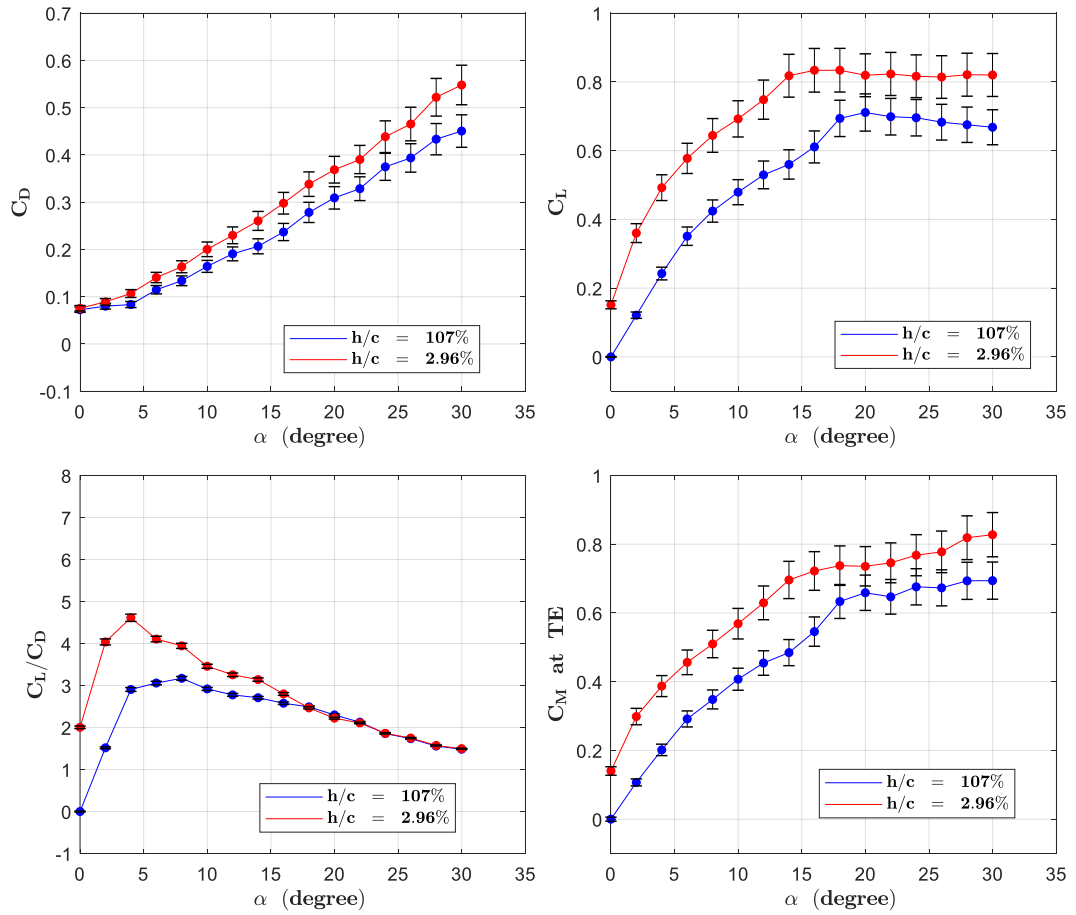 0.7
0.6
0.5
0.4
0.3
0.2
0.1
0
-0.1
C_D
0 5 10 15 20 25 30 35
α (degree)
h/c = 107%
h/c = 2.96%
1
0.8
0.6
0.4
0.2
0
C_L
0 5 10 15 20 25 30 35
α (degree)
h/c = 107%
h/c = 2.96%
8
7
6
5
4
3
2
1
0
-1
C_L/C_D
0 5 10 15 20 25 30 35
α (degree)
h/c = 107%
h/c = 2.96%
1
0.8
0.6
0.4
0.2
0
C_M at TE
0 5 10 15 20 25 30 35
α (degree)
h/c = 107%
h/c = 2.96%